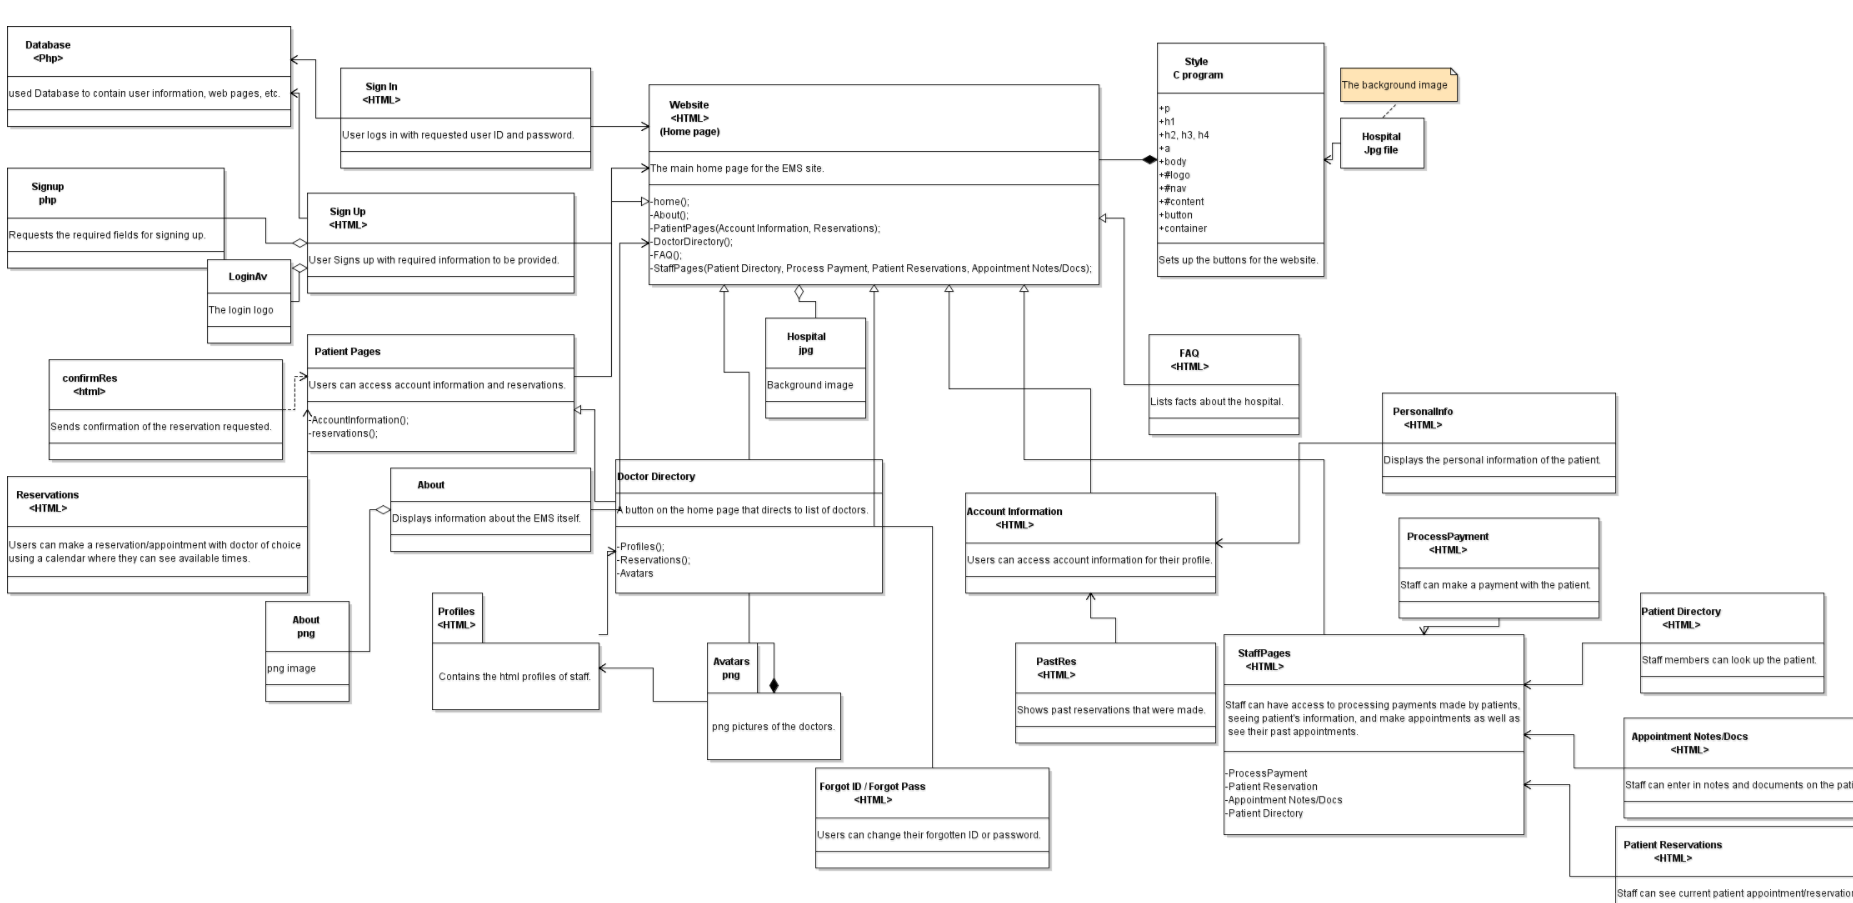 Database
<Php>
used Database to contain user information, web pages, etc.
Sign In
<HTML>
User logs in with requested user ID and password.
Website
<HTML>
(Home page)
The main home page for the EMS site.
-home();
-About();
-PatientPages(Account Information, Reservations);
-DoctorDirectory();
-FAQ();
-StaffPages(Patient Directory, Process Payment, Patient Reservations, Appointment Notes/Docs);
Style
C program
+p
+h1
+h2, h3, h4
+a
+body
+#logo
+#nav
+#content
+button
+container
Sets up the buttons for the website.
The background image
Hospital
Jpg file
Signup
php
Requests the required fields for signing up.
Sign Up
<HTML>
User Signs up with required information to be provided.
LoginAv
The login logo
Patient Pages
Users can access account information and reservations.
-AccountInformation();
-reservations();
Hospital
jpg
Background image
FAQ
<HTML>
Lists facts about the hospital.
confirmRes
<html>
Sends confirmation of the reservation requested.
PersonalInfo
<HTML>
Displays the personal information of the patient.
Reservations
<HTML>
Users can make a reservation/appointment with doctor of choice
using a calendar where they can see available times.
About
Displays information about the EMS itself.
Doctor Directory
A button on the home page that directs to list of doctors.
-Profiles();
-Reservations();
-Avatars
Account Information
<HTML>
Users can access account information for their profile.
ProcessPayment
<HTML>
Staff can make a payment with the patient.
About
png
png image
Profiles
<HTML>
Contains the html profiles of staff.
Avatars
png
png pictures of the doctors.
PastRes
<HTML>
Shows past reservations that were made.
StaffPages
<HTML>
Staff can have access to processing payments made by patients,
seeing patient's information, and make appointments as well as
see their past appointments.
-ProcessPayment
-Patient Reservation
-Appointment Notes/Docs
-Patient Directory
Patient Directory
<HTML>
Staff members can look up the patient.
Appointment Notes/Docs
<HTML>
Staff can enter in notes and documents on the
Forgot ID / Forgot Pass
<HTML>
Users can change their forgotten ID or password.
Patient Reservations
<HTML>
Staff can see current patient